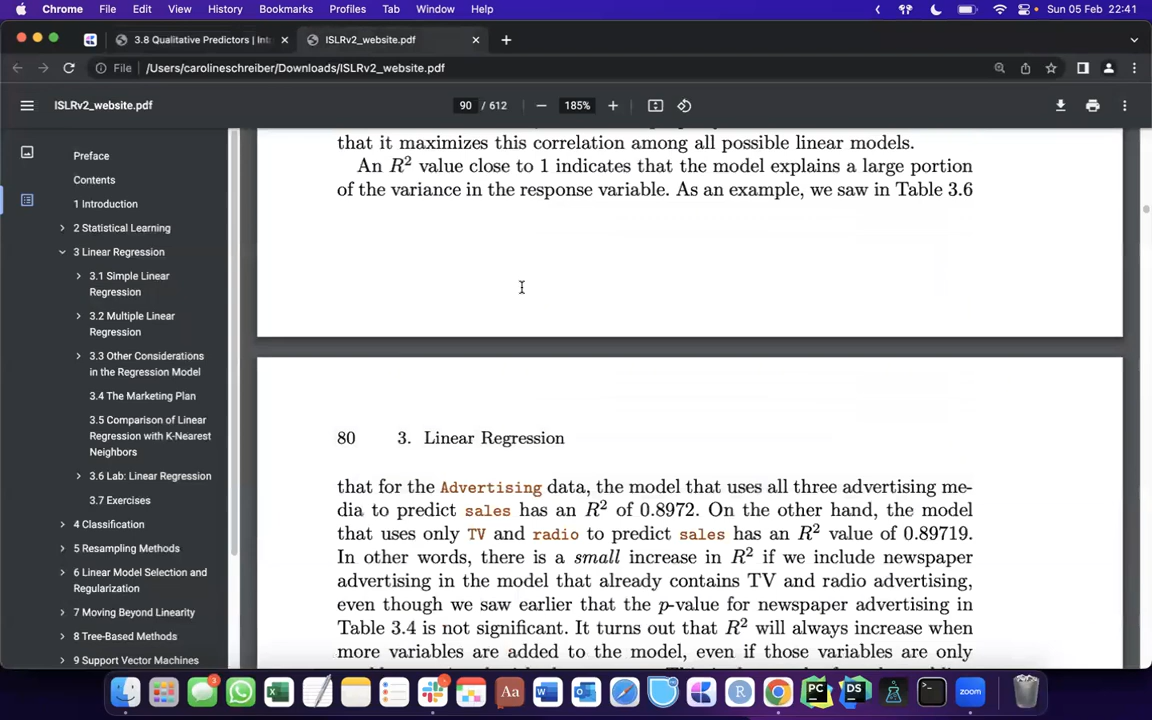 Chrome File Edit View History Bookmarks Profiles Tab Window Help Sun 05 Feb 22:41
3.8 Qualitative Predictors | Int
ISLRv2_website.pdf
File /Users/carolineschreiber/Downloads/ISLRv2_website.pdf
ISLRv2_website.pdf 90 / 612 185%
Preface
Contents
1 Introduction
2 Statistical Learning
3 Linear Regression
3.1 Simple Linear
Regression
3.2 Multiple Linear
Regression
3.3 Other Considerations
in the Regression Model
3.4 The Marketing Plan
3.5 Comparison of Linear
Regression with K-Nearest
Neighbors
3.6 Lab: Linear Regression
3.7 Exercises
4 Classification
5 Resampling Methods
6 Linear Model Selection and
Regularization
7 Moving Beyond Linearity
8 Tree-Based Methods
9 Support Vector Machines
that it maximizes this correlation among all possible linear models.
An R² value close to 1 indicates that the model explains a large portion
of the variance in the response variable. As an example, we saw in Table 3.6
80 3. Linear Regression
that for the Advertising data, the model that uses all three advertising me-
dia to predict sales has an R² of 0.8972. On the other hand, the model
that uses only TV and radio to predict sales has an R² value of 0.89719.
In other words, there is a small increase in R² if we include newspaper
advertising in the model that already contains TV and radio advertising,
even though we saw earlier that the p-value for newspaper advertising in
Table 3.4 is not significant. It turns out that R² will always increase when
more variables are added to the model, even if those variables are only
3
Aa
PC
DS
zoom